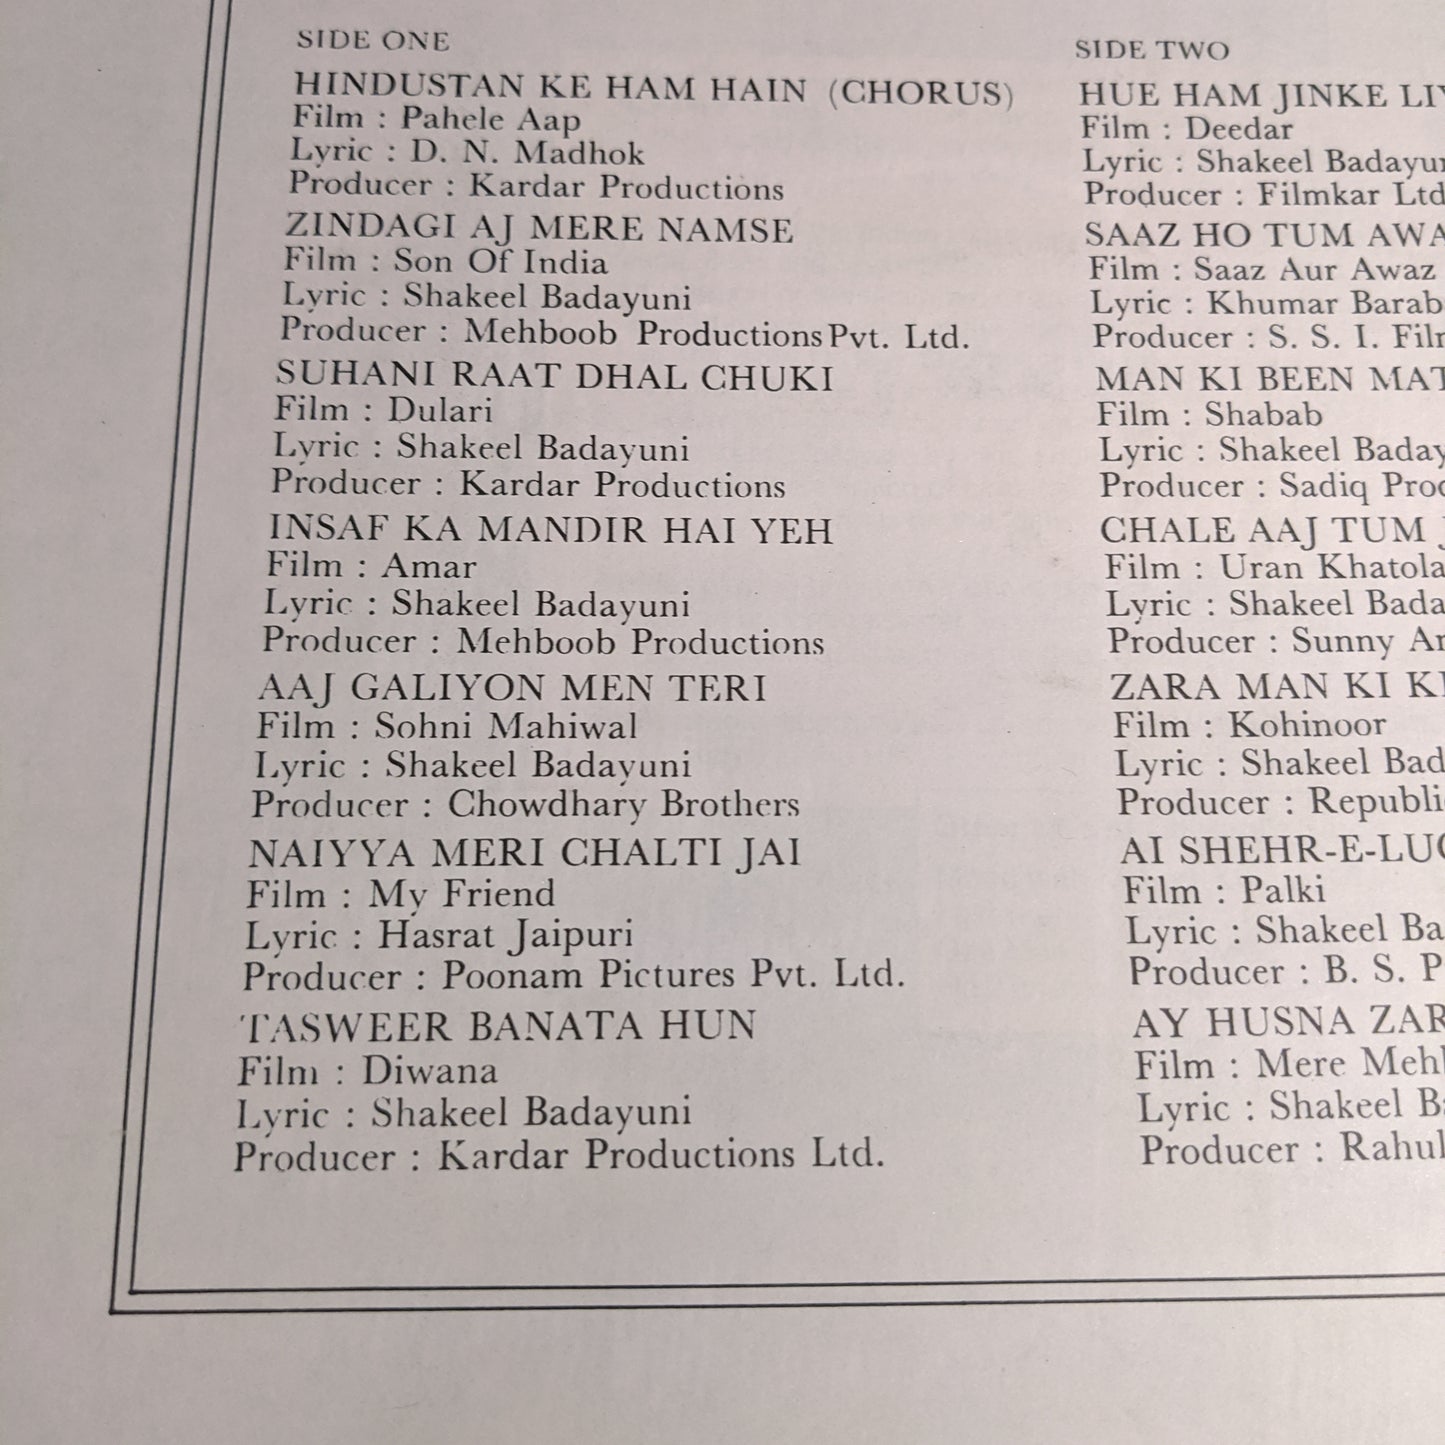 SIDE ONE
HINDUSTAN KE HAM HAIN (CHORUS)
Film : Pahele Aap
Lyric : D. N. Madhok
Producer : Kardar Productions
ZINDAGI AJ MERE NAMSE
Film : Son Of India
Lyric : Shakeel Badayuni
Producer : Mehboob Productions Pvt. Ltd.
SUHANI RAAT DHAL CHUKI
Film : Dulari
Lyric : Shakeel Badayuni
Producer : Kardar Productions
INSAF KA MANDIR HAI YEH
Film : Amar
Lyric : Shakeel Badayuni
Producer : Mehboob Productions
AAJ GALIYON MEN TERI
Film : Sohni Mahiwal
Lyric : Shakeel Badayuni
Producer : Chowdhary Brothers
NAIYYA MERI CHALTI JAI
Film : My Friend
Lyric : Hasrat Jaipuri
Producer : Poonam Pictures Pvt. Ltd.
TASWEER BANATA HUN
Film : Diwana
Lyric : Shakeel Badayuni
Producer : Kardar Productions Ltd.
SIDE TWO
HUE HAM JINKE
Film : Deedar
Lyric : Shakeel
Producer : Filmkar Ltd
SAAZ HO TUM
Film : Saaz Aur Awaz
Lyric : Khumar
Producer : S. S. I.
MAN KI BEEN
Film : Shabab
Lyric : Shakeel
Producer : Sadiq
CHALE AAJ TUM
Film : Uran Khatola
Lyric : Shakeel
Producer : Sunny
ZARA MAN KI
Film : Kohinoor
Lyric : Shakeel
Producer :
AI
Film : Palki
Lyric : Shakeel
Producer : B. S.
AY HUSNA
Film : Mere
Lyric : Shakeel
Producer :